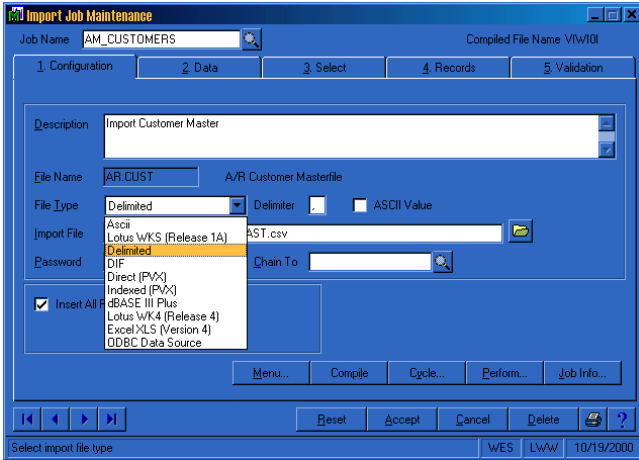 Import Job Maintenance
Job Name AM_CUSTOMERS Compiled File Name VIWI0I
1. Configuration 2. Data 3. Select 4. Records 5. Validation
Description Import Customer Master
File Name AR.CUST A/R Customer Masterfile
File Type Delimited Delimiter , ASCII Value
Import File AST.csv
Password Chain To
Ascii
Lotus WKS (Release 1A)
Delimited
DIF
Direct (PVX)
Indexed (PVX)
dBASE III Plus
Lotus WK4 (Release 4)
Excel XLS (Version 4)
ODBC Data Source
Insert All F
Menu... Compile Cycle... Perform... Job Info...
Reset Accept Cancel Delete ?
Select import file type WES LWW 10/19/2000